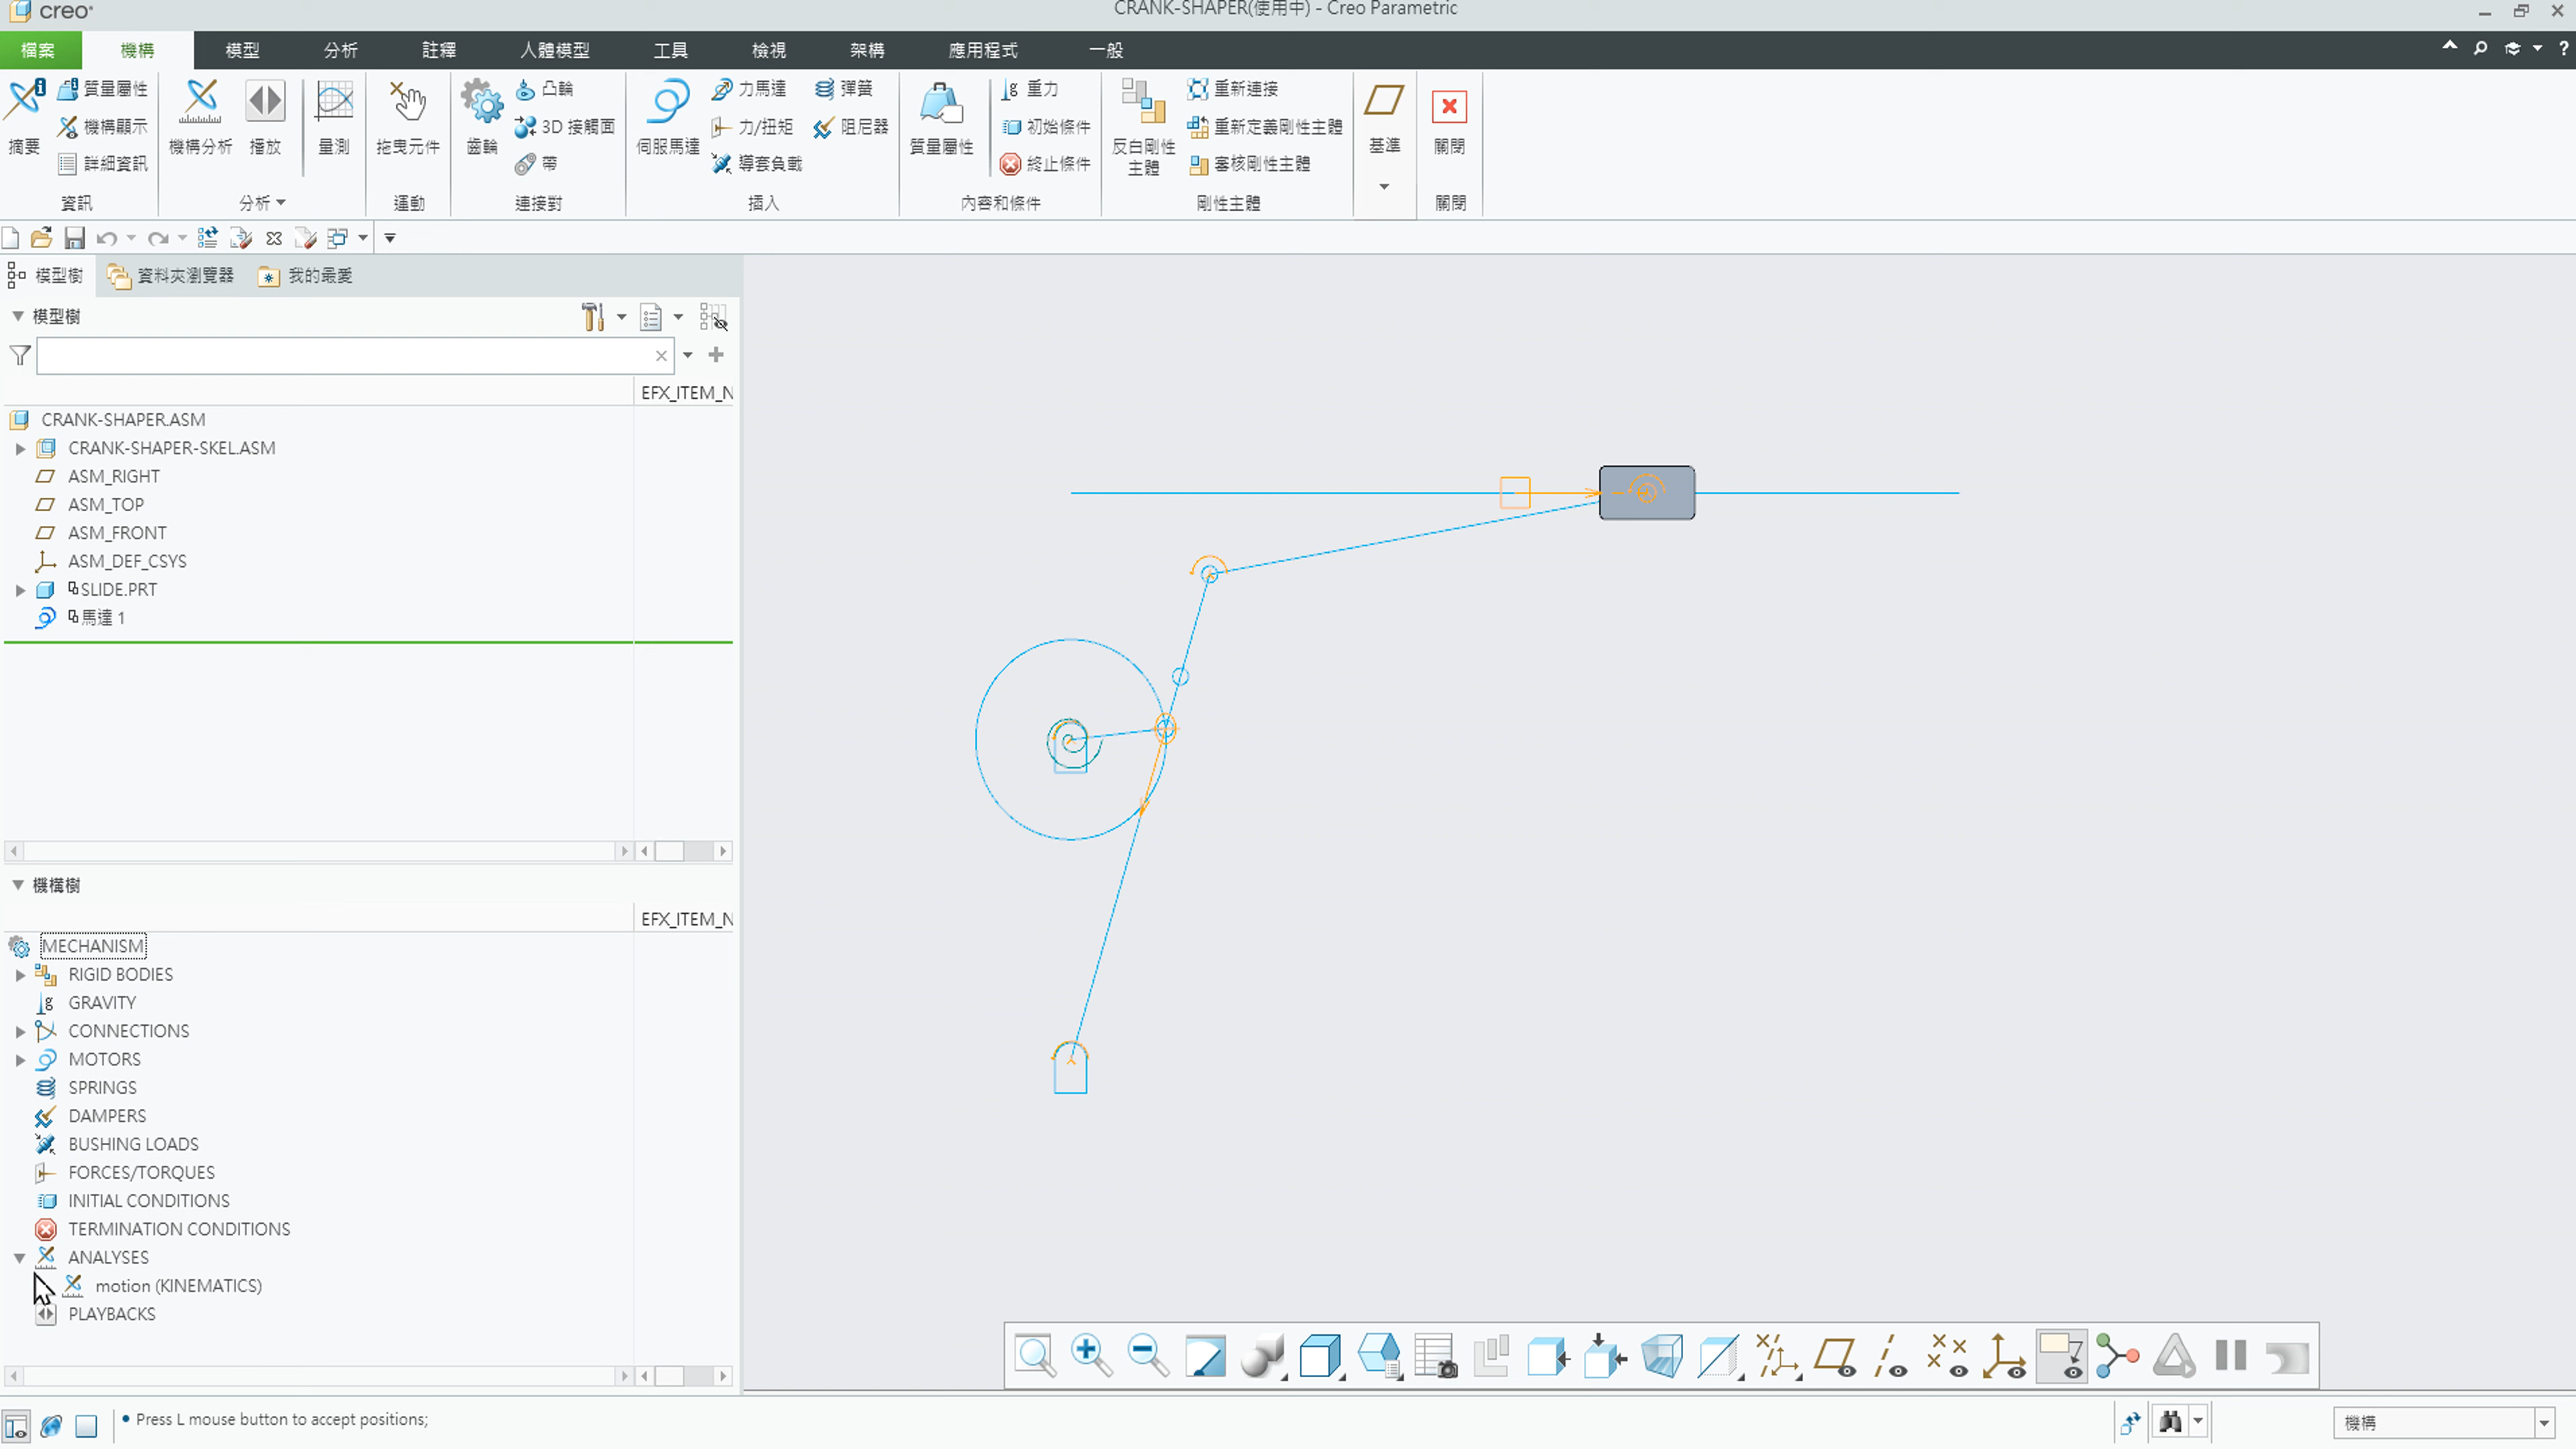 creo®
CRANK-SHAPER(使用中) - Creo Parametric
檔案 機構 模型 分析 註釋 人體模型 工具 檢視 架構 應用程式 一般
?
摘要 質量屬性 機構顯示 詳細資訊
資訊
機構分析 播放 量測
分析
拖曳元件
運動
齒輪 凸輪 3D 接觸面 帶
連接對
伺服馬達 力馬達 力/扭矩 導套負載 彈簧 阻尼器
插入
質量屬性 重力 初始條件 終止條件
內容和條件
反白剛性主體 重新連接 重新定義剛性主體 審核剛性主體
剛性主體
基準
關閉
關閉
模型樹 資料夾瀏覽器 我的最愛
模型樹
EFX_ITEM_N
CRANK-SHAPER.ASM
CRANK-SHAPER-SKEL.ASM
ASM_RIGHT
ASM_TOP
ASM_FRONT
ASM_DEF_CSYS
SLIDE.PRT
馬達 1
機構樹
EFX_ITEM_N
MECHANISM
RIGID BODIES
GRAVITY
CONNECTIONS
MOTORS
SPRINGS
DAMPERS
BUSHING LOADS
FORCES/TORQUES
INITIAL CONDITIONS
TERMINATION CONDITIONS
ANALYSES
motion (KINEMATICS)
PLAYBACKS
• Press L mouse button to accept positions;
機構